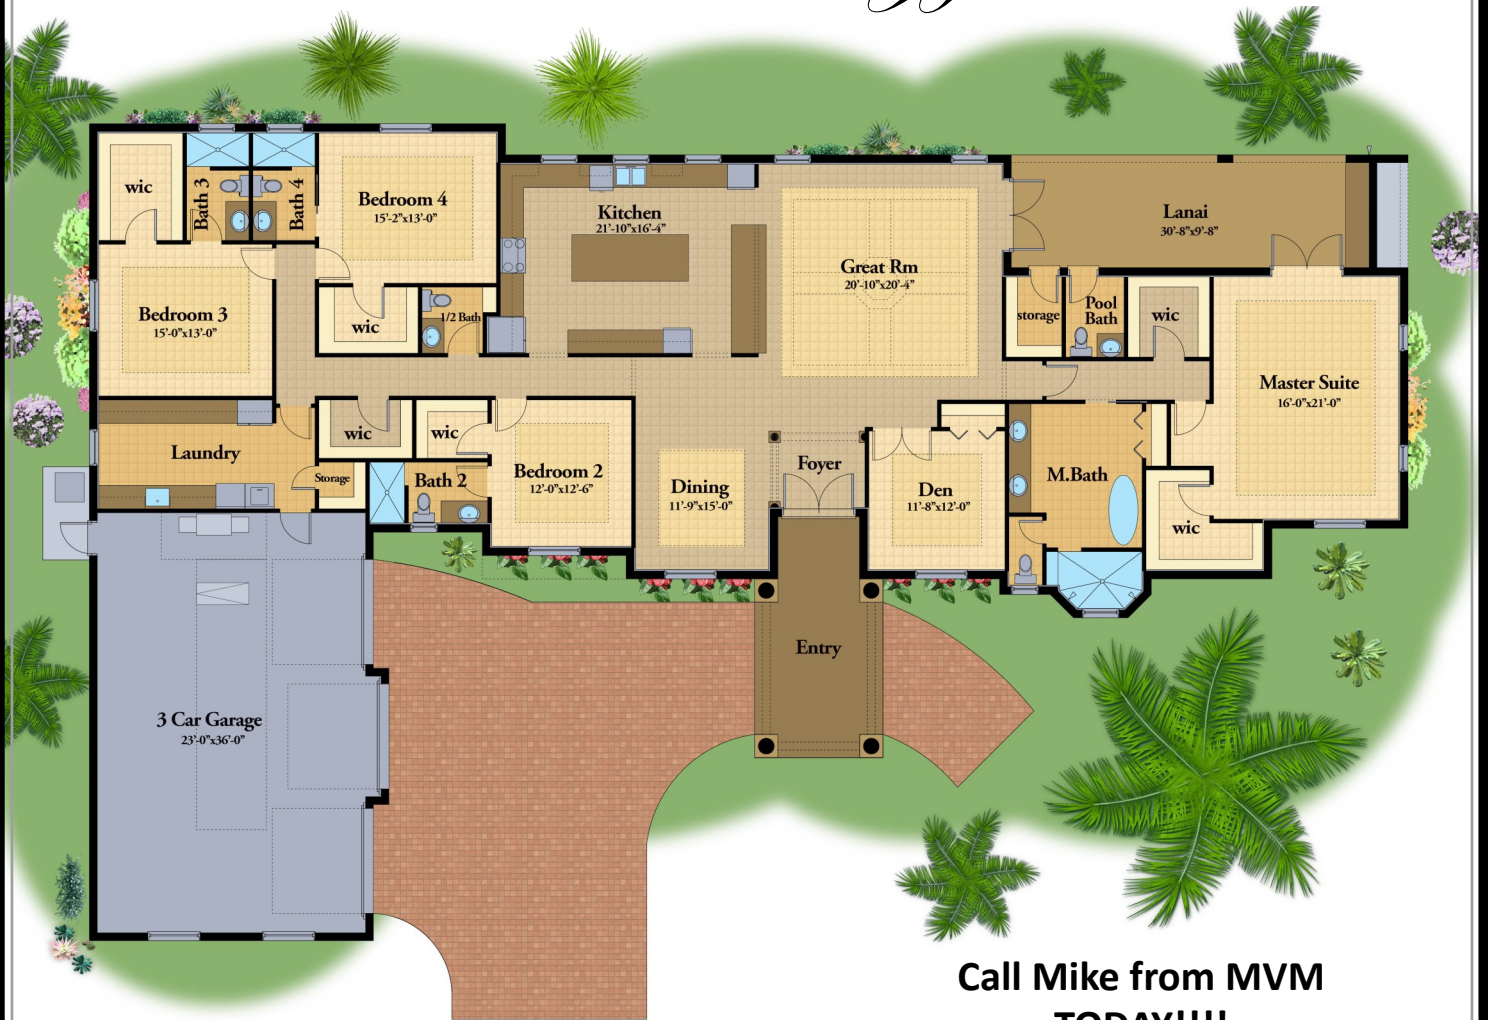 wic
Bath 3
Bath 4
Bedroom 4
15'-2"x13'-0"
Kitchen
21'-10"x16'-4"
Great Rm
20'-10"x20'-4"
Lanai
30'-8"x9'-8"
Bedroom 3
15'-0"x13'-0"
wic
1/2 Bath
storage
Pool
Bath
wic
Master Suite
16'-0"x21'-0"
Laundry
wic
wic
Storage
Bath 2
Bedroom 2
12'-0"x12'-6"
Dining
11'-9"x15'-0"
Foyer
Den
11'-8"x12'-0"
M.Bath
wic
Entry
3 Car Garage
23'-0"x36'-0"
Call Mike from MVM
TODAY!!!!